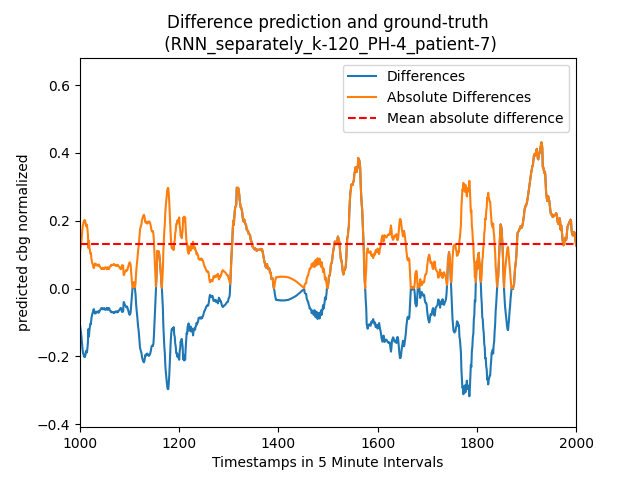 Difference prediction and ground-truth
(RNN_separately_k-120_PH-4_patient-7)
Differences
Absolute Differences
Mean absolute difference
predicted cbg normalized
0.6
0.4
0.2
0.0
−0.2
−0.4
1000
1200
1400
1600
1800
2000
Timestamps in 5 Minute Intervals